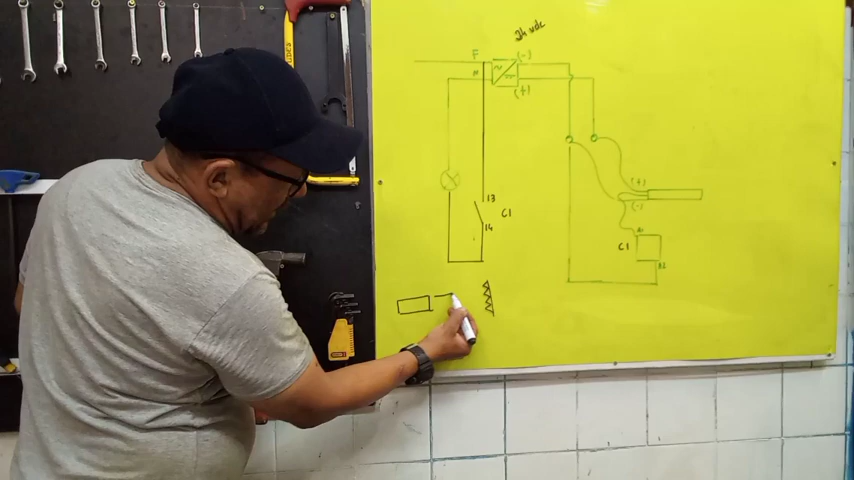 24 vdc
F
(-)
N
(+)
13
C1
14
(+)
(-)
A1
C1
A2